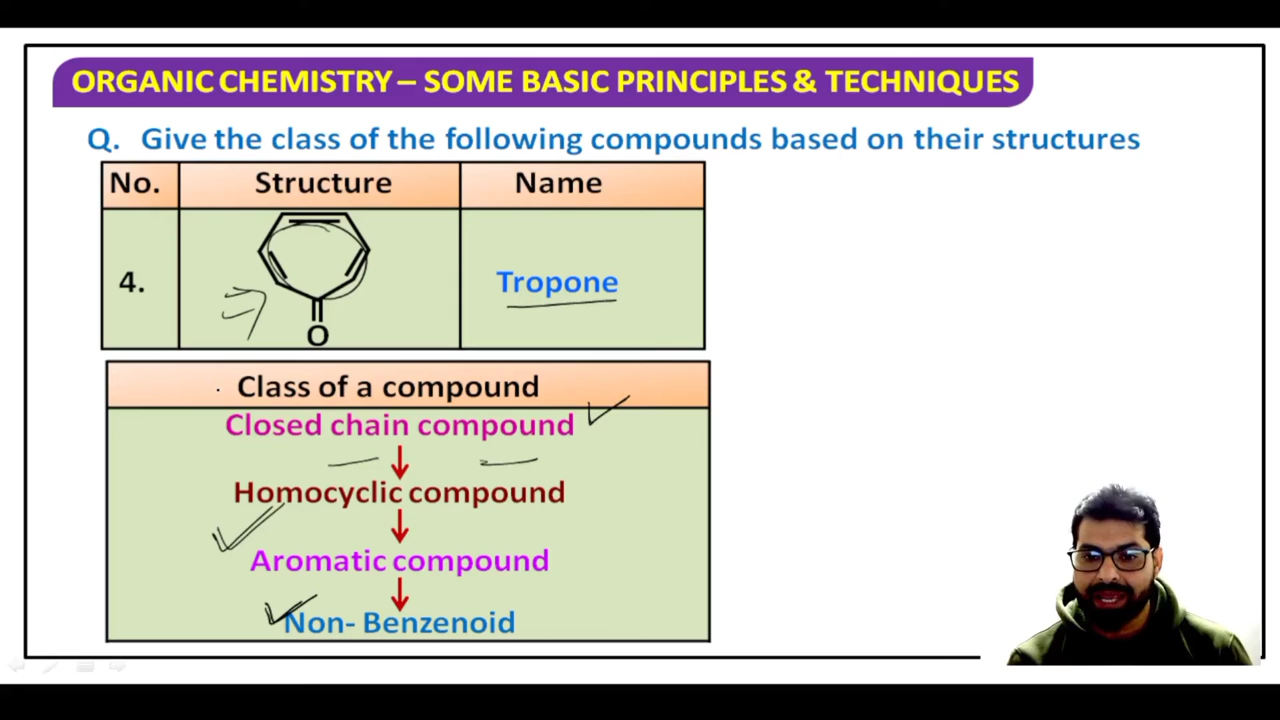 ORGANIC CHEMISTRY – SOME BASIC PRINCIPLES & TECHNIQUES
Q. Give the class of the following compounds based on their structures
No. Structure Name
4. O Tropone
Class of a compound
Closed chain compound
Homocyclic compound
Aromatic compound
Non- Benzenoid